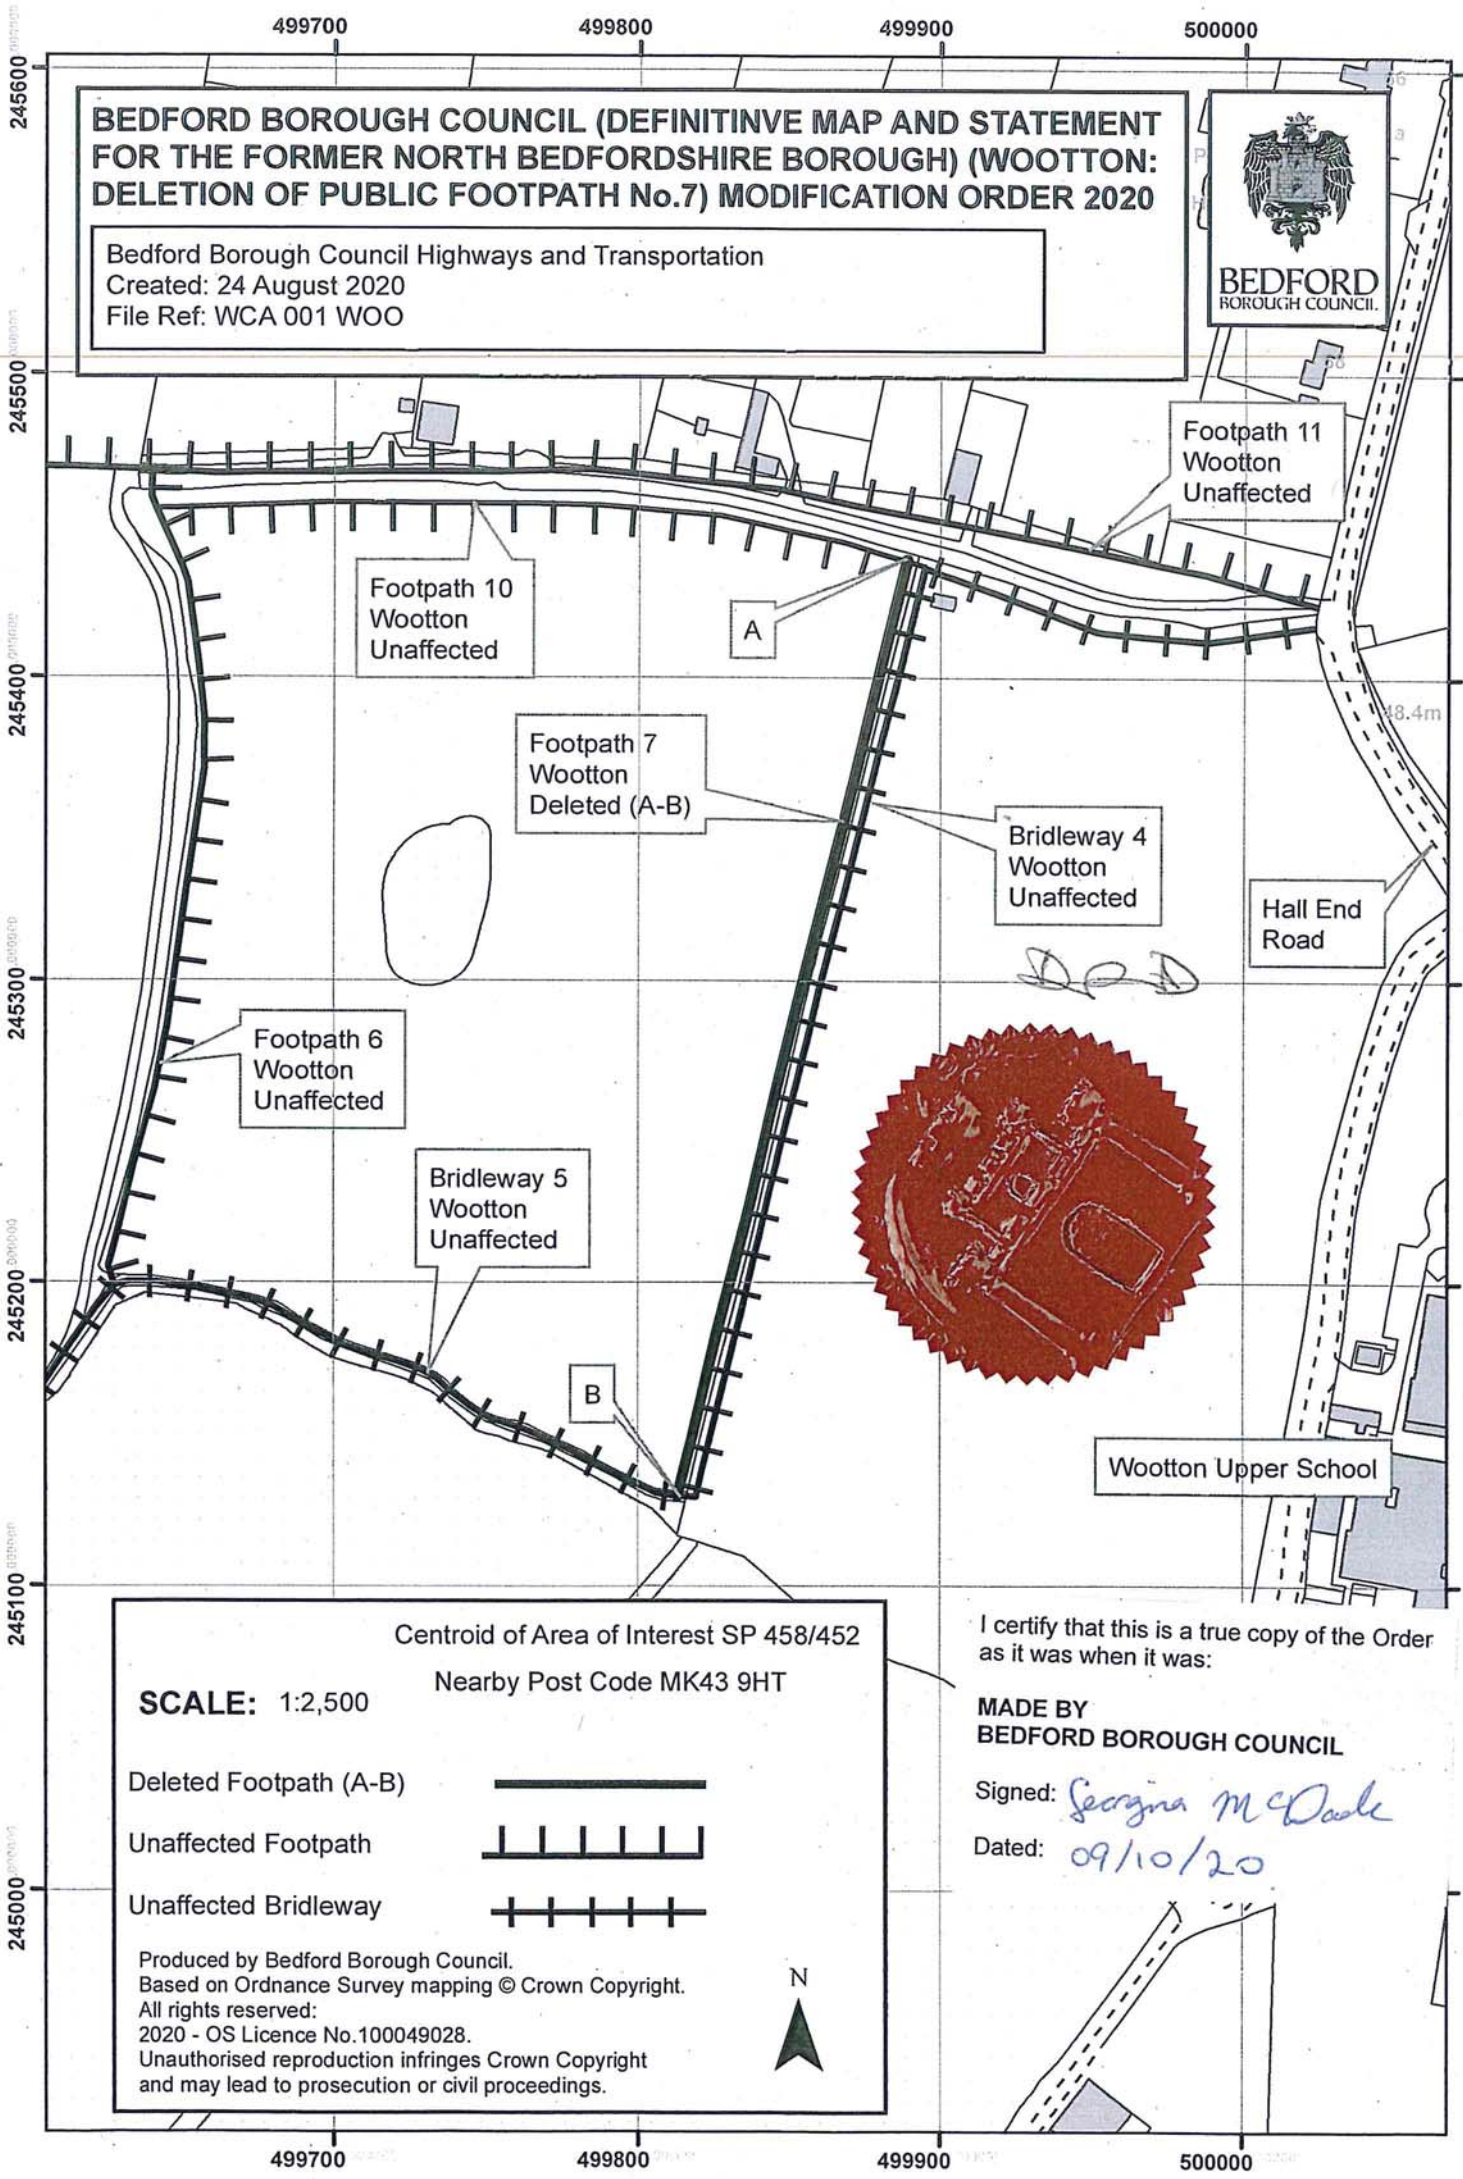 499700
499800
499900
500000
245600
BEDFORD BOROUGH COUNCIL (DEFINITINVE MAP AND STATEMENT
FOR THE FORMER NORTH BEDFORDSHIRE BOROUGH) (WOOTTON:
DELETION OF PUBLIC FOOTPATH No.7) MODIFICATION ORDER 2020
Bedford Borough Council Highways and Transportation
Created: 24 August 2020
File Ref: WCA 001 WOO
BEDFORD
BOROUGH COUNCIL
245500
Footpath 11
Wootton
Unaffected
Footpath 10
Wootton
Unaffected
A
245400
48.4m
Footpath 7
Wootton
Deleted (A-B)
Bridleway 4
Wootton
Unaffected
Hall End
Road
245300
Footpath 6
Wootton
Unaffected
Bridleway 5
Wootton
Unaffected
245200
B
Wootton Upper School
245100
Centroid of Area of Interest SP 458/452
Nearby Post Code MK43 9HT
SCALE: 1:2,500
Deleted Footpath (A-B)
Unaffected Footpath
Unaffected Bridleway
Produced by Bedford Borough Council.
Based on Ordnance Survey mapping © Crown Copyright.
All rights reserved:
2020 - OS Licence No.100049028.
Unauthorised reproduction infringes Crown Copyright
and may lead to prosecution or civil proceedings.
N
I certify that this is a true copy of the Order
as it was when it was:
MADE BY
BEDFORD BOROUGH COUNCIL
Signed: Georgina McDade
Dated: 09/10/20
245000
499700
499800
499900
500000